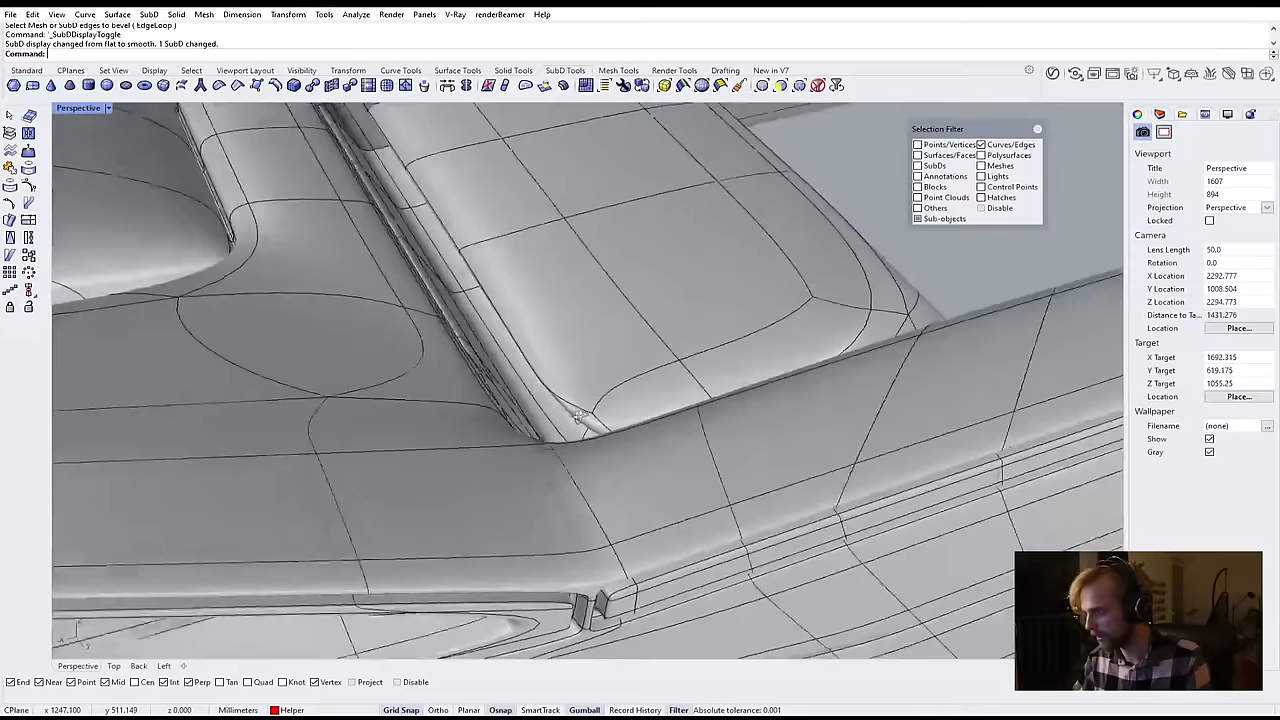 File Edit View Curve Surface SubD Solid Mesh Dimension Transform Tools Analyze Render Panels V-Ray renderBeamer Help
Select Mesh or SubD edges to bevel ( EdgeLoop )
Command: '_SubDDisplayToggle
SubD display changed from flat to smooth. 1 SubD changed.
Command:
Standard CPlanes Set View Display Select Viewport Layout Visibility Transform Curve Tools Surface Tools Solid Tools SubD Tools Mesh Tools Render Tools Drafting New in V7
Perspective
Selection Filter
Points/Vertices Curves/Edges
Surfaces/Faces Polysurfaces
SubDs Meshes
Annotations Lights
Blocks Control Points
Point Clouds Hatches
Others Disable
Sub-objects
Viewport
Title Perspective
Width 1607
Height 894
Projection Perspective
Locked
Camera
Lens Length 50.0
Rotation 0.0
X Location 2292.777
Y Location 1008.504
Z Location 2294.773
Distance to Ta... 1431.276
Location Place...
Target
X Target 1692.315
Y Target 619.175
Z Target 1055.25
Location Place...
Wallpaper
Filename (none) ...
Show
Gray
Perspective Top Back Left
End Near Point Mid Cen Int Perp Tan Quad Knot Vertex Project Disable
CPlane x 1247.100 y 511.149 z 0.000 Millimeters Helper Grid Snap Ortho Planar Osnap SmartTrack Gumball Record History Filter Absolute tolerance: 0.001